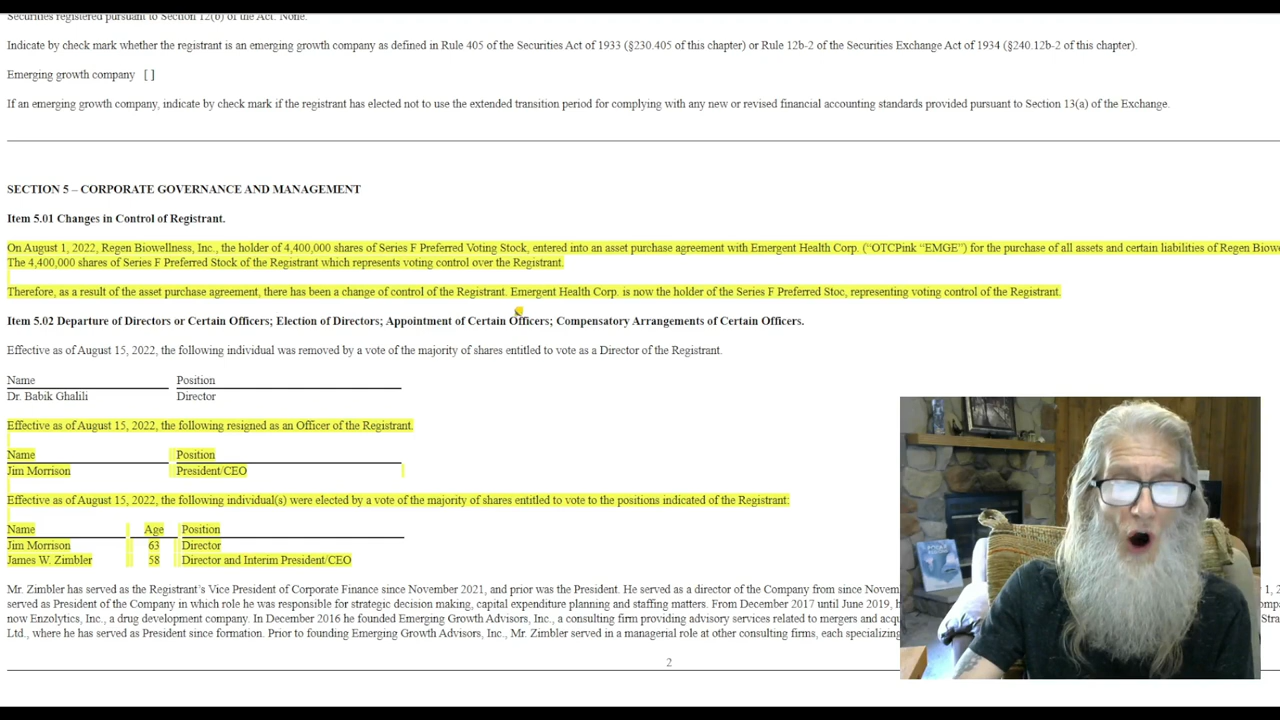 Securities registered pursuant to Section 12(b) of the Act. None.
Indicate by check mark whether the registrant is an emerging growth company as defined in Rule 405 of the Securities Act of 1933 (§230.405 of this chapter) or Rule 12b-2 of the Securities Exchange Act of 1934 (§240.12b-2 of this chapter).
Emerging growth company [ ]
If an emerging growth company, indicate by check mark if the registrant has elected not to use the extended transition period for complying with any new or revised financial accounting standards provided pursuant to Section 13(a) of the Exchange.
SECTION 5 – CORPORATE GOVERNANCE AND MANAGEMENT
Item 5.01 Changes in Control of Registrant.
On August 1, 2022, Regen Biowellness, Inc., the holder of 4,400,000 shares of Series F Preferred Voting Stock, entered into an asset purchase agreement with Emergent Health Corp. (“OTCPink “EMGE”) for the purchase of all assets and certain liabilities of Regen Biowe
The 4,400,000 shares of Series F Preferred Stock of the Registrant which represents voting control over the Registrant.
Therefore, as a result of the asset purchase agreement, there has been a change of control of the Registrant. Emergent Health Corp. is now the holder of the Series F Preferred Stoc, representing voting control of the Registrant.
Item 5.02 Departure of Directors or Certain Officers; Election of Directors; Appointment of Certain Officers; Compensatory Arrangements of Certain Officers.
Effective as of August 15, 2022, the following individual was removed by a vote of the majority of shares entitled to vote as a Director of the Registrant.
Name Position
Dr. Babik Ghalili Director
Effective as of August 15, 2022, the following resigned as an Officer of the Registrant.
Name Position
Jim Morrison President/CEO
Effective as of August 15, 2022, the following individual(s) were elected by a vote of the majority of shares entitled to vote to the positions indicated of the Registrant:
Name Age Position
Jim Morrison 63 Director
James W. Zimbler 58 Director and Interim President/CEO
Mr. Zimbler has served as the Registrant’s Vice President of Corporate Finance since November 2021, and prior was the President. He served as a director of the Company from since Novem 1, 2
served as President of the Company in which role he was responsible for strategic decision making, capital expenditure planning and staffing matters. From December 2017 until June 2019, h
now Enzolytics, Inc., a drug development company. In December 2016 he founded Emerging Growth Advisors, Inc., a consulting firm providing advisory services related to mergers and acqu Stra
Ltd., where he has served as President since formation. Prior to founding Emerging Growth Advisors, Inc., Mr. Zimbler served in a managerial role at other consulting firms, each specializing
2